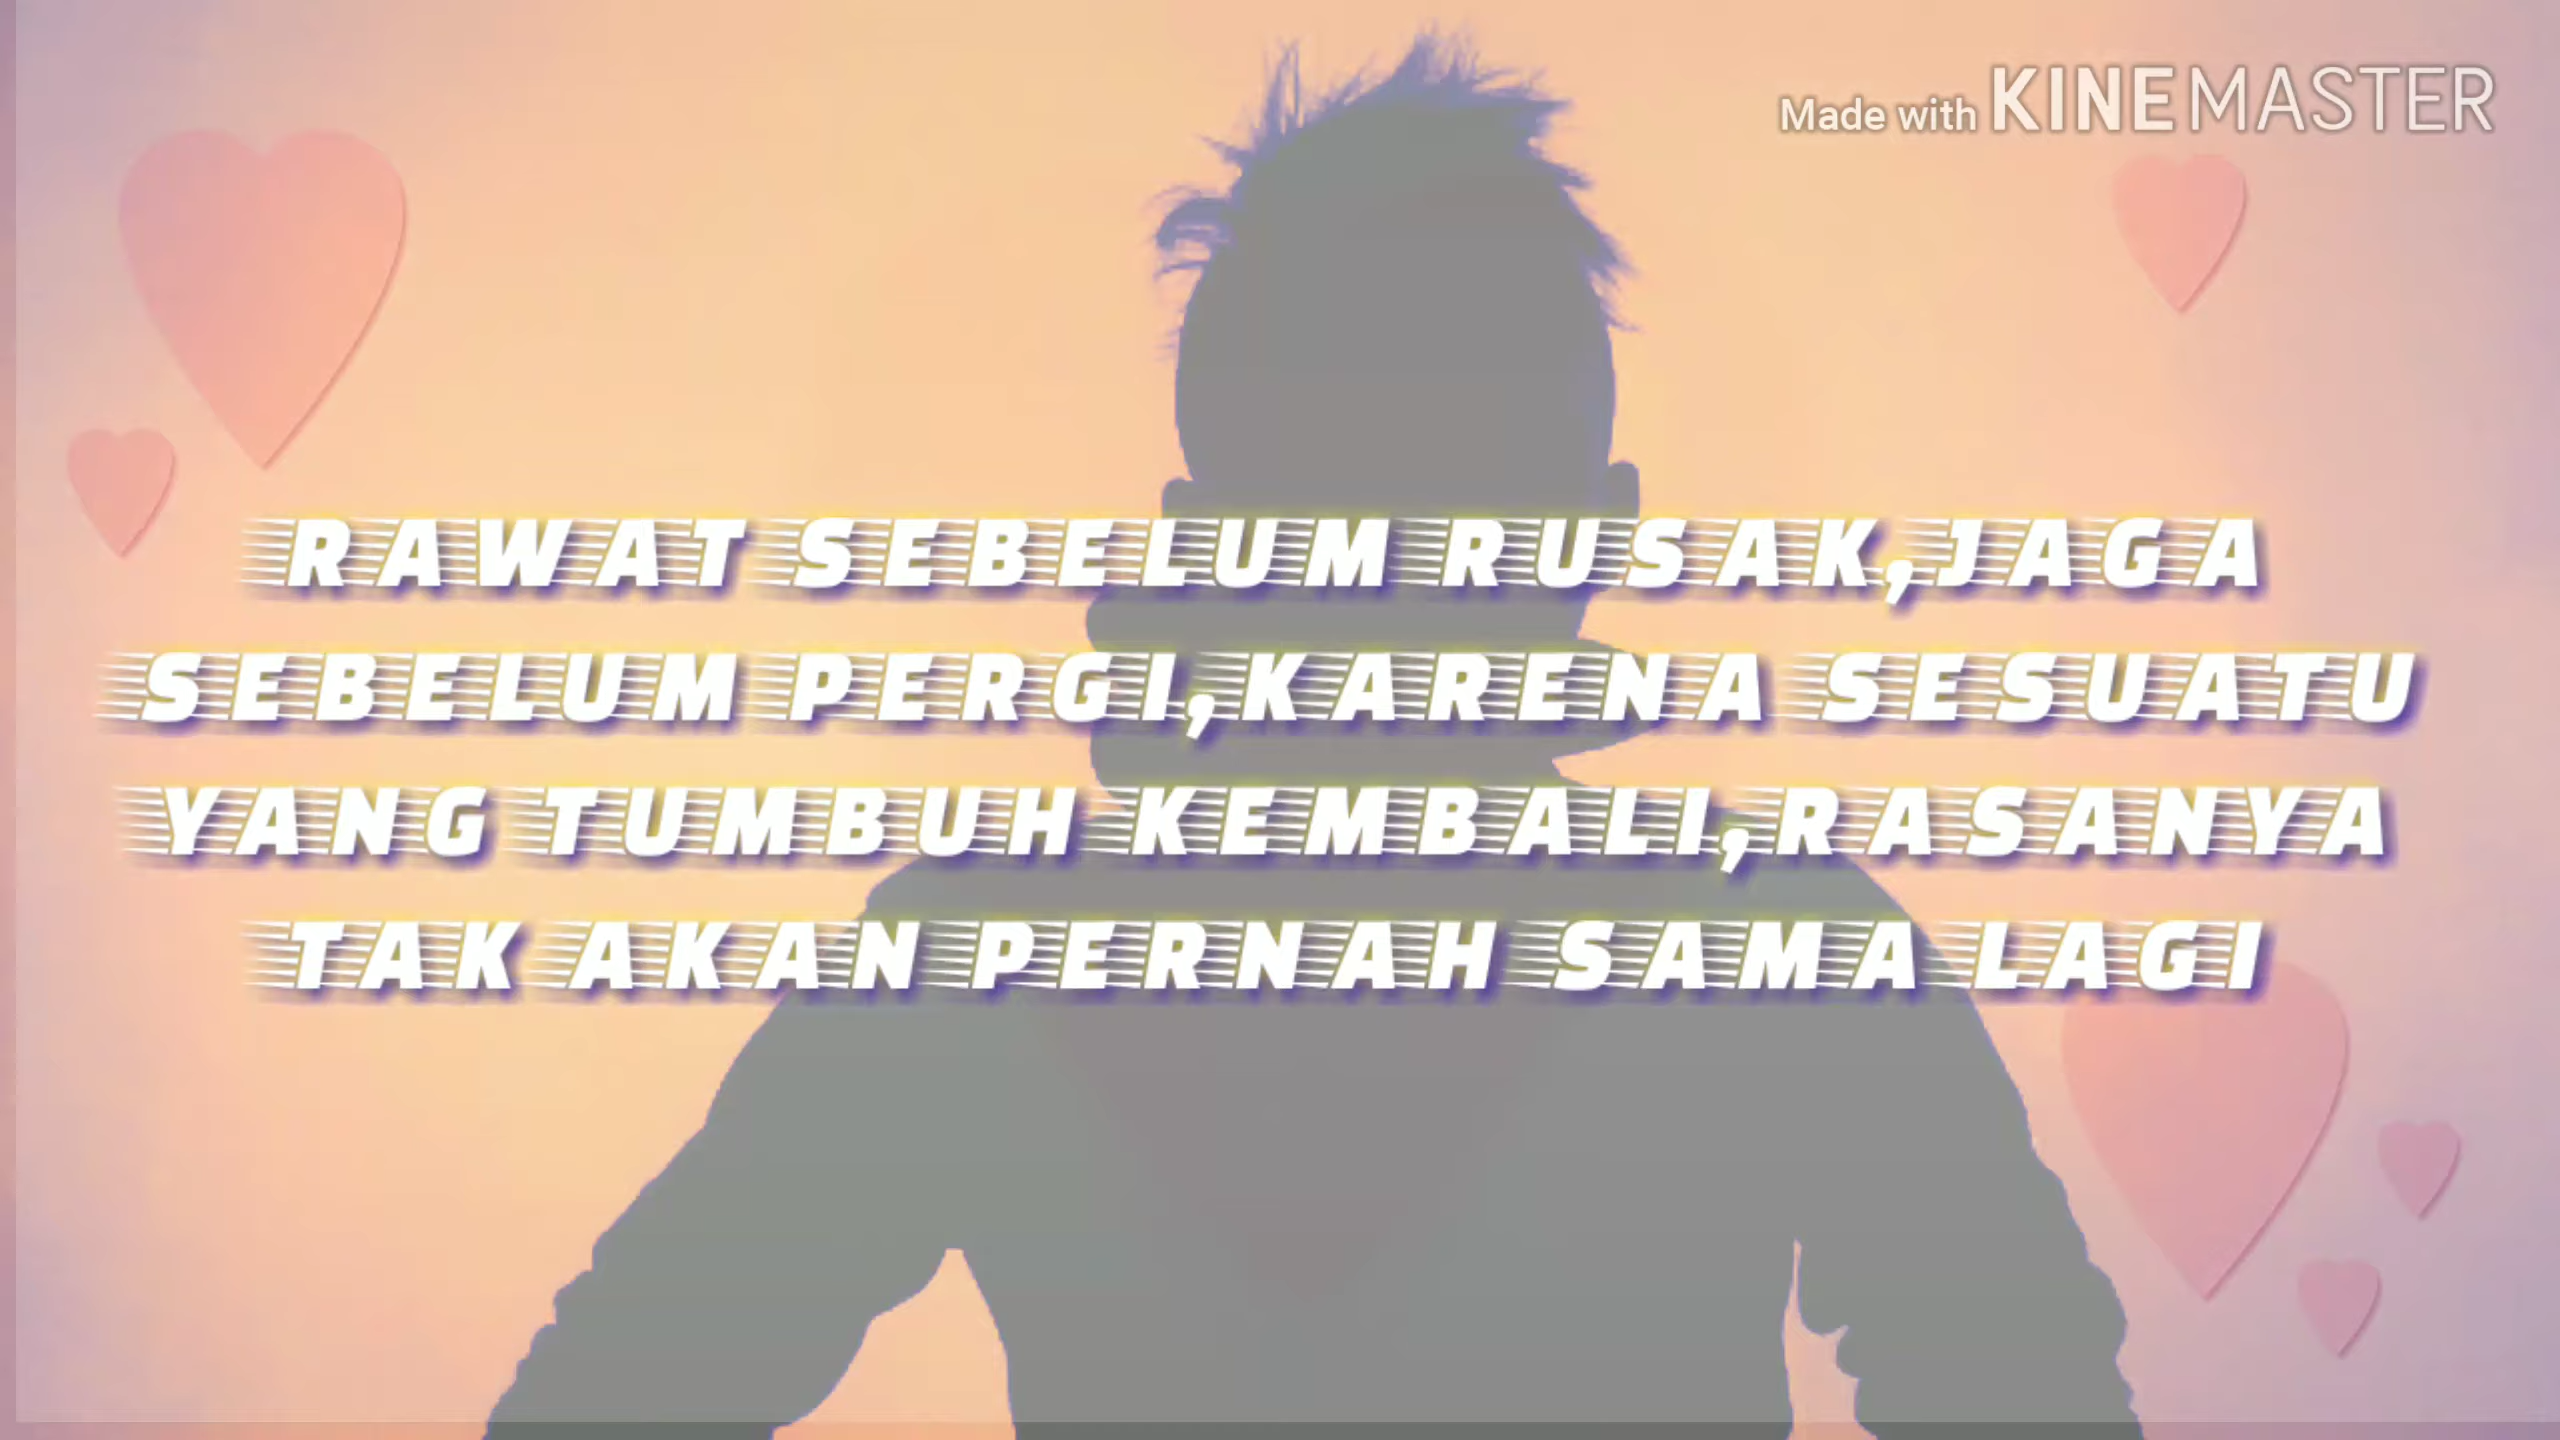 Made with KINEMASTER
RAWAT SEBELUM RUSAK,JAGA
SEBELUM PERGI,KARENA SESUATU
YANG TUMBUH KEMBALI,RASANYA
TAK AKAN PERNAH SAMA LAGI